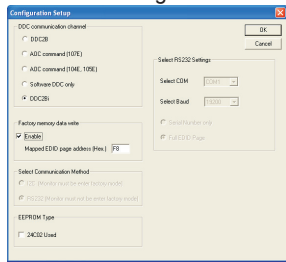 Configuration Setup
DDC communication channel
DDC2B
ADC command (107E)
ADC command (104E, 105E)
Software DDC only
DDC2Bi
OK
Cancel
Select RS232 Settings
Select COM
COM1
Select Baud
19200
Serial Number only
Full EDID Page
Factory memory data write
Enable
Mapped EDID page address (Hex.) F8
Select Communication Method
I2C (Monitor must be enter factory mode)
RS232 (Monitor must not be enter factory mode)
EEPROM Type
24C02 Used